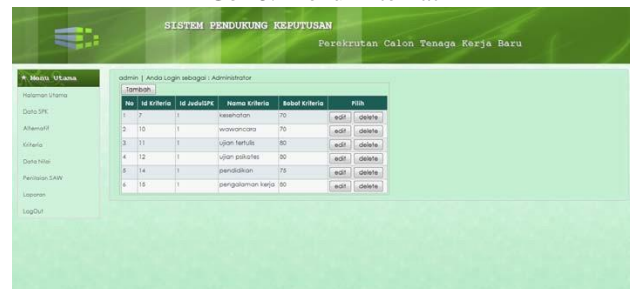 SISTEM PENDUKUNG KEPUTUSAN
Perekrutan Calon Tenaga Kerja Baru
Menu Utama
Halaman Utama
Data SPK
Alternatif
Kriteria
Data Nilai
Penilaian SAW
Laporan
LogOut
admin | Anda Login sebagai : Administrator
Tambah
No Id Kriteria Id JudulSPK Nama Kriteria Bobot Kriteria Pilih
1 7 1 kesehatan 70 edit delete
2 10 1 wawancara 70 edit delete
3 11 1 ujian tertulis 80 edit delete
4 12 1 ujian psikotes 80 edit delete
5 14 1 pendidikan 75 edit delete
6 15 1 pengalaman kerja 80 edit delete